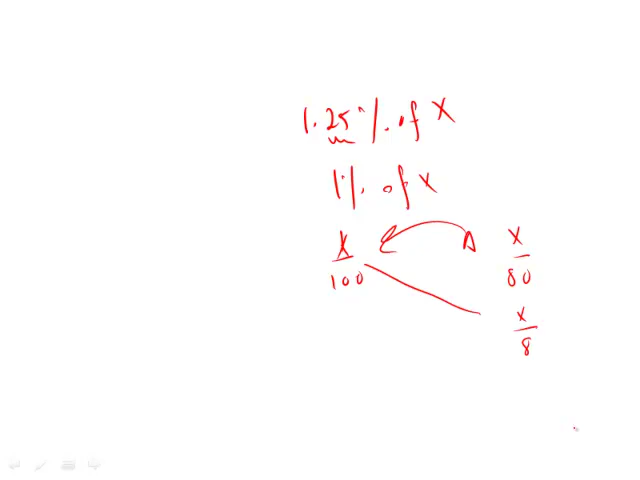 1.25% of X
1% of X
X/100 X/80
X/8